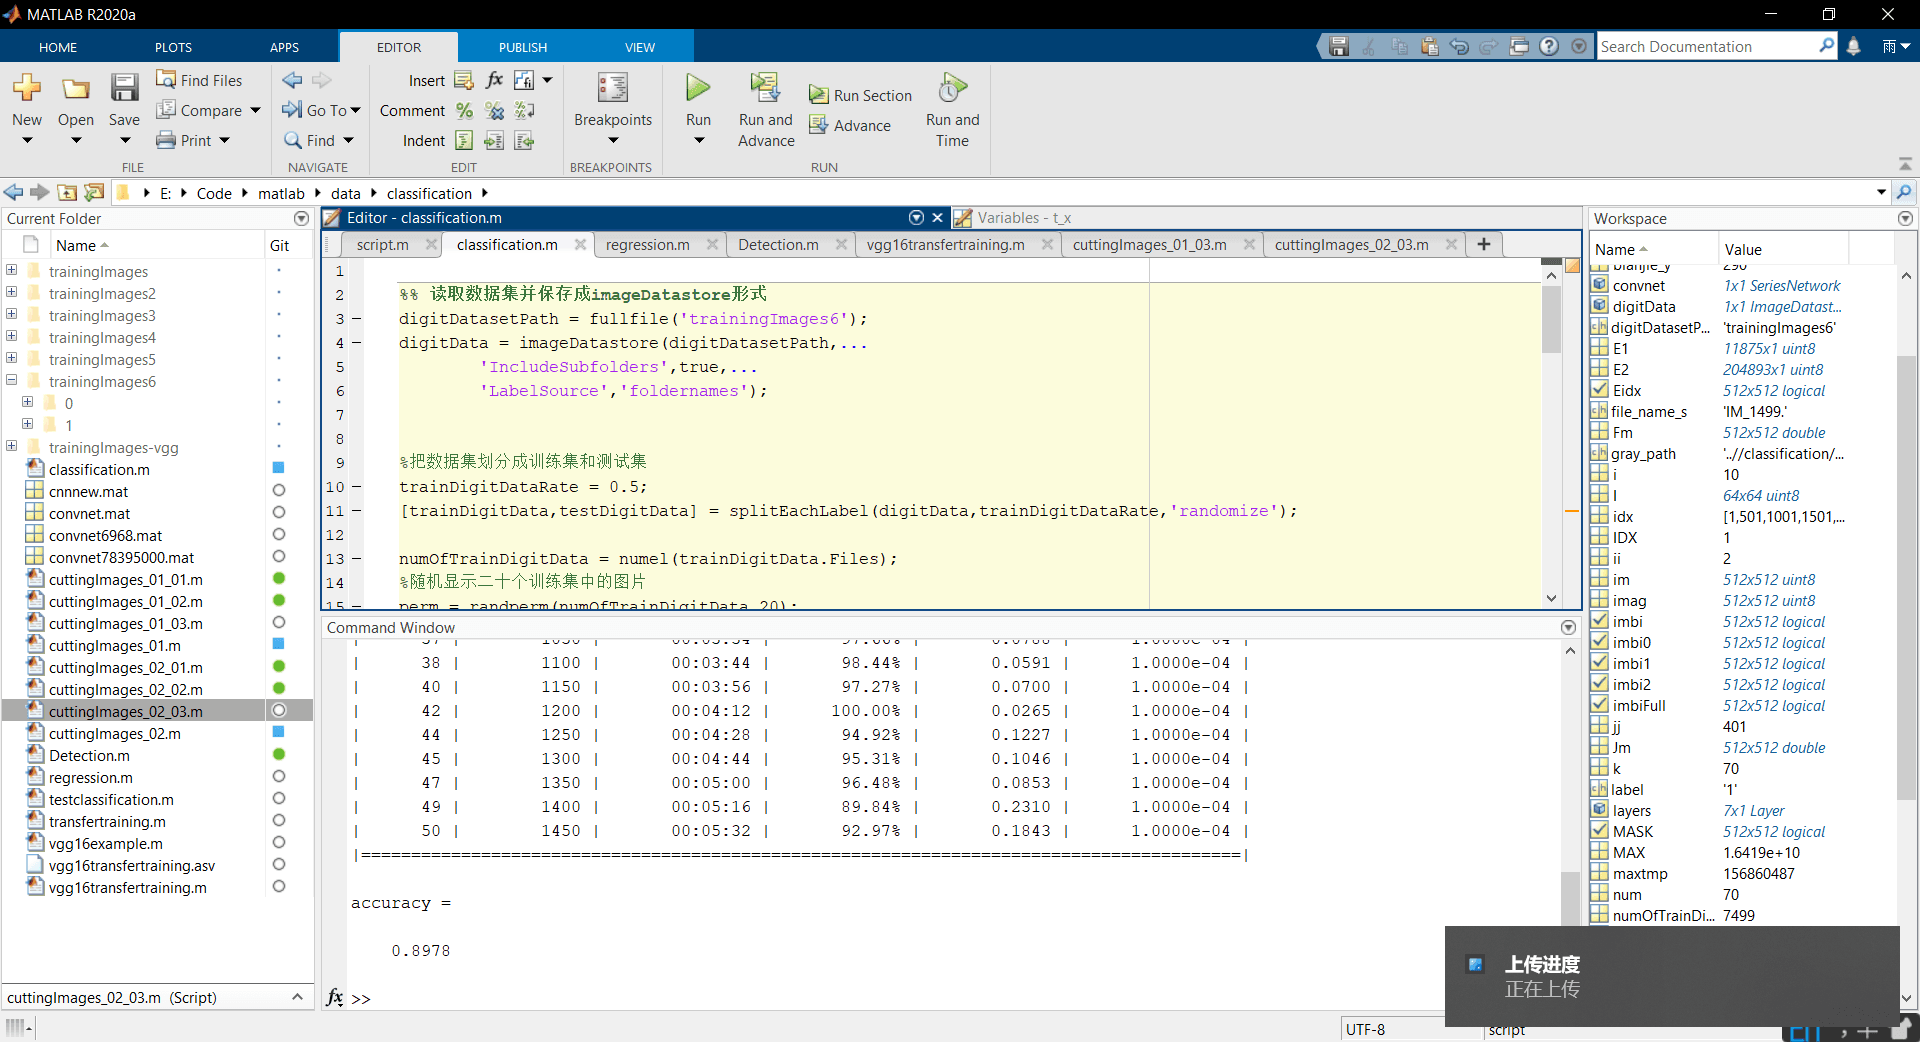 MATLAB R2020a
HOME PLOTS APPS EDITOR PUBLISH VIEW
Search Documentation
雨
New Open Save Find Files Compare Print
FILE
Go To Find
NAVIGATE
Insert fx
Comment
Indent
EDIT
Breakpoints
BREAKPOINTS
Run Run and Advance Run Section Advance Run and Time
RUN
E: Code matlab data classification
Current Folder
Name Git
trainingImages
trainingImages2
trainingImages3
trainingImages4
trainingImages5
trainingImages6
0
1
trainingImages-vgg
classification.m
cnnnew.mat
convnet.mat
convnet6968.mat
convnet78395000.mat
cuttingImages_01_01.m
cuttingImages_01_02.m
cuttingImages_01_03.m
cuttingImages_01.m
cuttingImages_02_01.m
cuttingImages_02_02.m
cuttingImages_02_03.m
cuttingImages_02.m
Detection.m
regression.m
testclassification.m
transfertraining.m
vgg16example.m
vgg16transfertraining.asv
vgg16transfertraining.m
cuttingImages_02_03.m (Script)
Editor - classification.m
Variables - t_x
script.m classification.m regression.m Detection.m vgg16transfertraining.m cuttingImages_01_03.m cuttingImages_02_03.m
1
2 %% 读取数据集并保存成imageDatastore形式
3 digitDatasetPath = fullfile('trainingImages6');
4 digitData = imageDatastore(digitDatasetPath,...
5 'IncludeSubfolders',true,...
6 'LabelSource','foldernames');
7
8
9 %把数据集划分成训练集和测试集
10 trainDigitDataRate = 0.5;
11 [trainDigitData,testDigitData] = splitEachLabel(digitData,trainDigitDataRate,'randomize');
12
13 numOfTrainDigitData = numel(trainDigitData.Files);
14 %随机显示二十个训练集中的图片
15 perm = randperm(numOfTrainDigitData,20);
Command Window
| 37 | 1050 | 00:03:34 | 97.66% | 0.0788 | 1.0000e-04 |
| 38 | 1100 | 00:03:44 | 98.44% | 0.0591 | 1.0000e-04 |
| 40 | 1150 | 00:03:56 | 97.27% | 0.0700 | 1.0000e-04 |
| 42 | 1200 | 00:04:12 | 100.00% | 0.0265 | 1.0000e-04 |
| 44 | 1250 | 00:04:28 | 94.92% | 0.1227 | 1.0000e-04 |
| 45 | 1300 | 00:04:44 | 95.31% | 0.1046 | 1.0000e-04 |
| 47 | 1350 | 00:05:00 | 96.48% | 0.0853 | 1.0000e-04 |
| 49 | 1400 | 00:05:16 | 89.84% | 0.2310 | 1.0000e-04 |
| 50 | 1450 | 00:05:32 | 92.97% | 0.1843 | 1.0000e-04 |
|========================================================================================|
accuracy =
0.8978
fx >>
Workspace
Name Value
bianjie_y 290
convnet 1x1 SeriesNetwork
digitData 1x1 ImageDatast...
digitDatasetP... 'trainingImages6'
E1 11875x1 uint8
E2 204893x1 uint8
Eidx 512x512 logical
file_name_s 'IM_1499.'
Fm 512x512 double
gray_path '..//classification/...
i 10
I 64x64 uint8
idx [1,501,1001,1501,...
IDX 1
ii 2
im 512x512 uint8
imag 512x512 uint8
imbi 512x512 logical
imbi0 512x512 logical
imbi1 512x512 logical
imbi2 512x512 logical
imbiFull 512x512 logical
jj 401
Jm 512x512 double
k 70
label '1'
layers 7x1 Layer
MASK 512x512 logical
MAX 1.6419e+10
maxtmp 156860487
num 70
numOfTrainDi... 7499
上传进度
正在上传
UTF-8
script